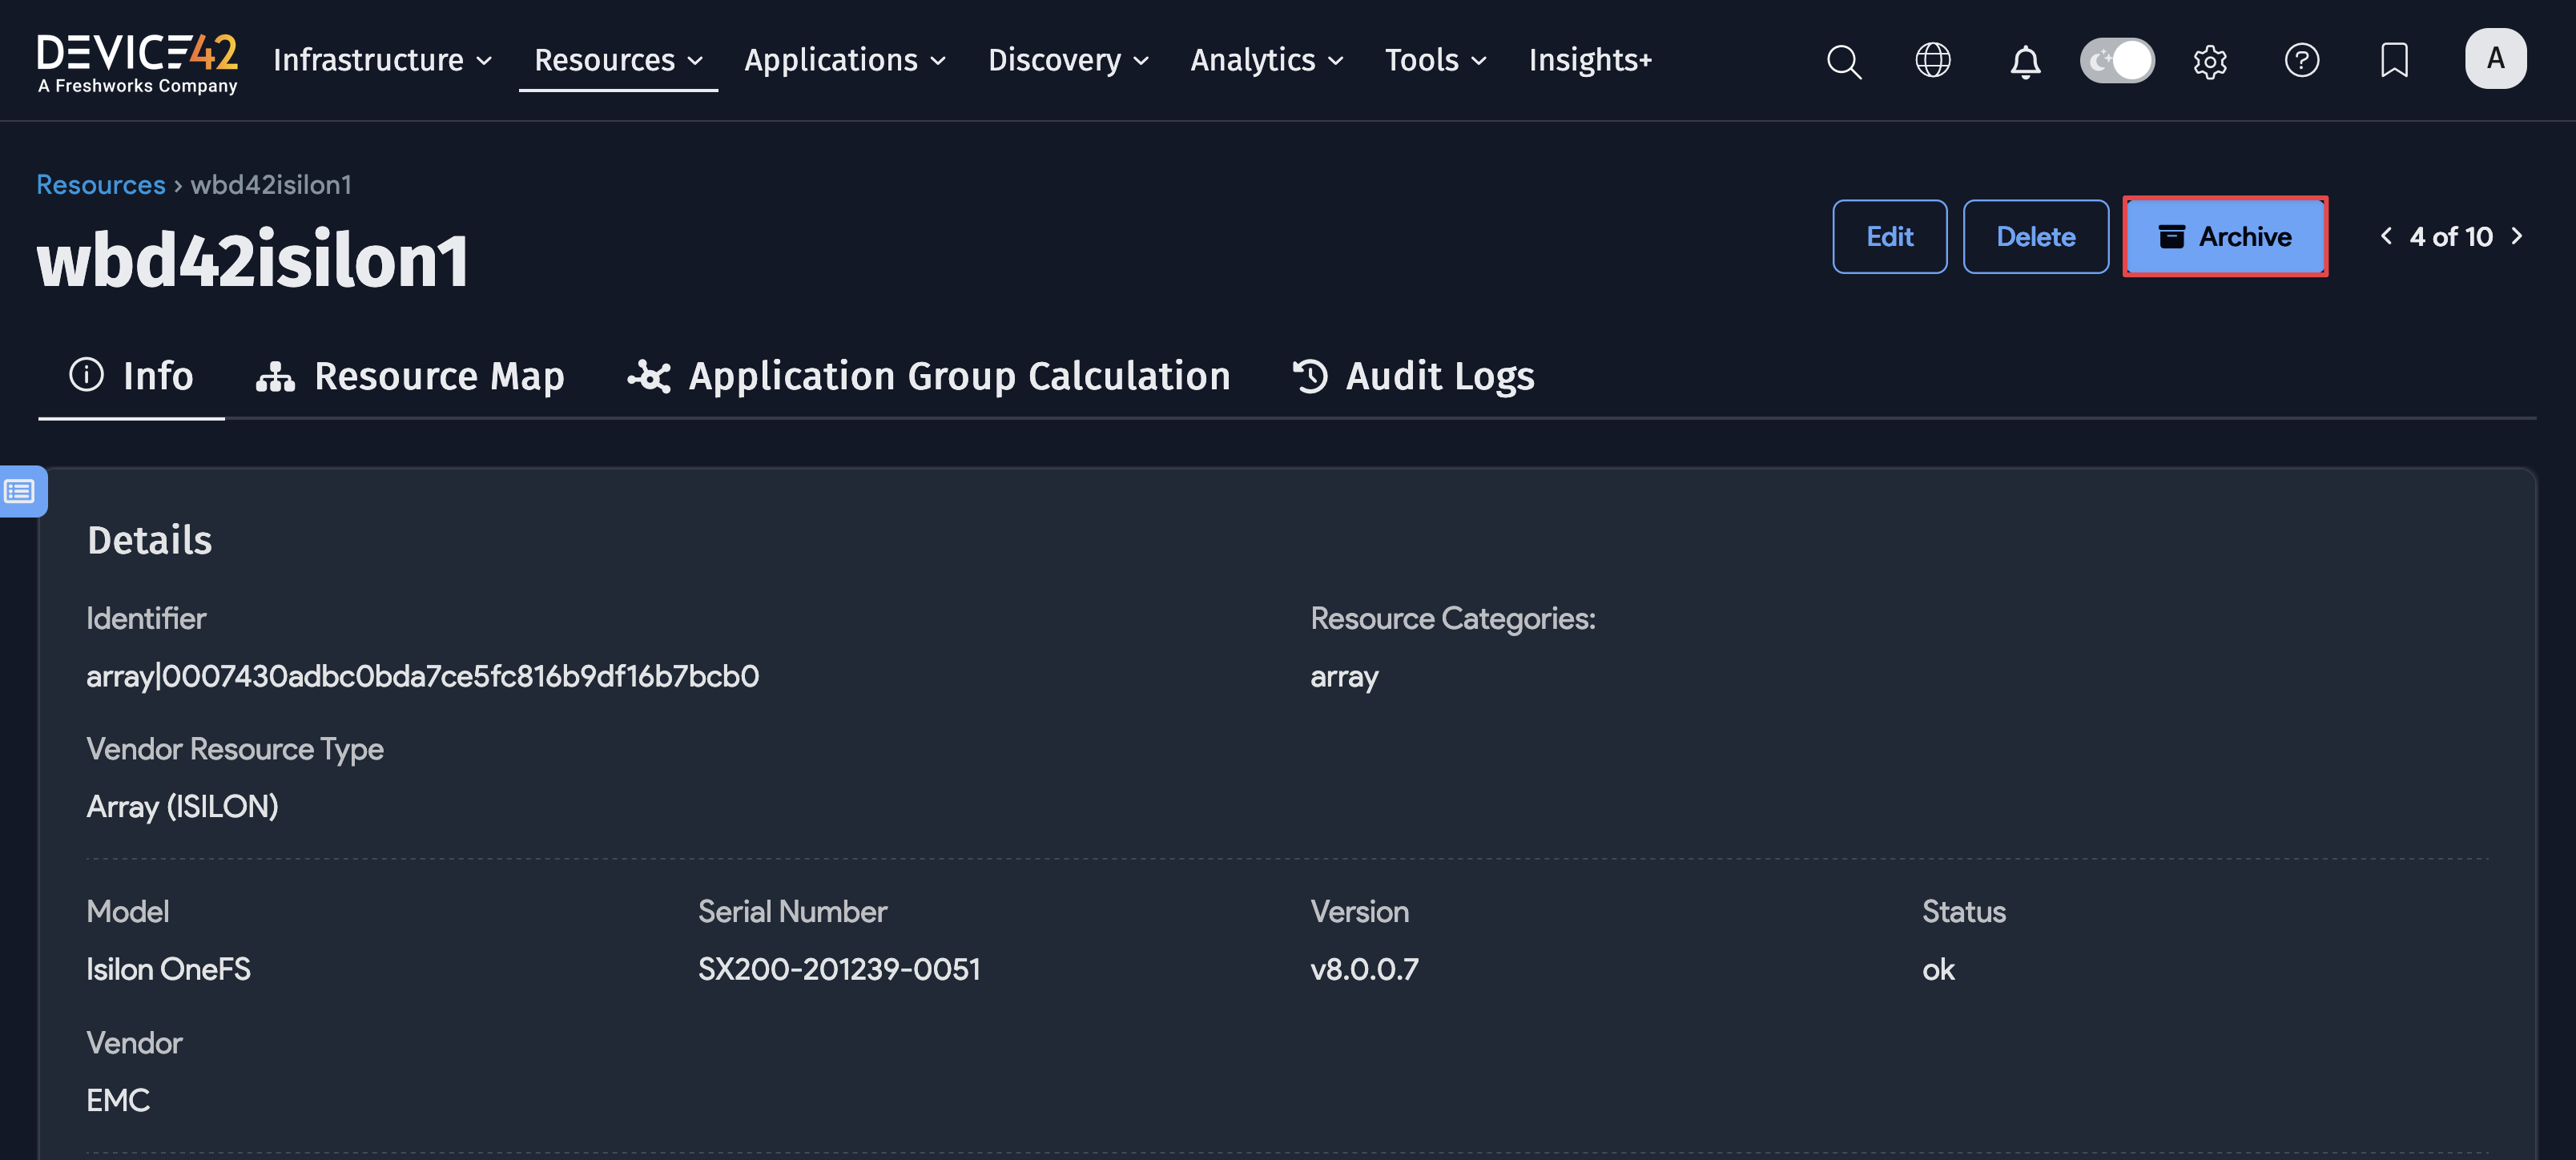 DEVICE42
A Freshworks Company
Infrastructure Resources Applications Discovery Analytics Tools Insights+
A
Resources › wbd42isilon1
wbd42isilon1
Edit Delete Archive 4 of 10
Info Resource Map Application Group Calculation Audit Logs
Details
Identifier Resource Categories:
array|0007430adbc0bda7ce5fc816b9df16b7bcb0 array
Vendor Resource Type
Array (ISILON)
Model Serial Number Version Status
Isilon OneFS SX200-201239-0051 v8.0.0.7 ok
Vendor
EMC